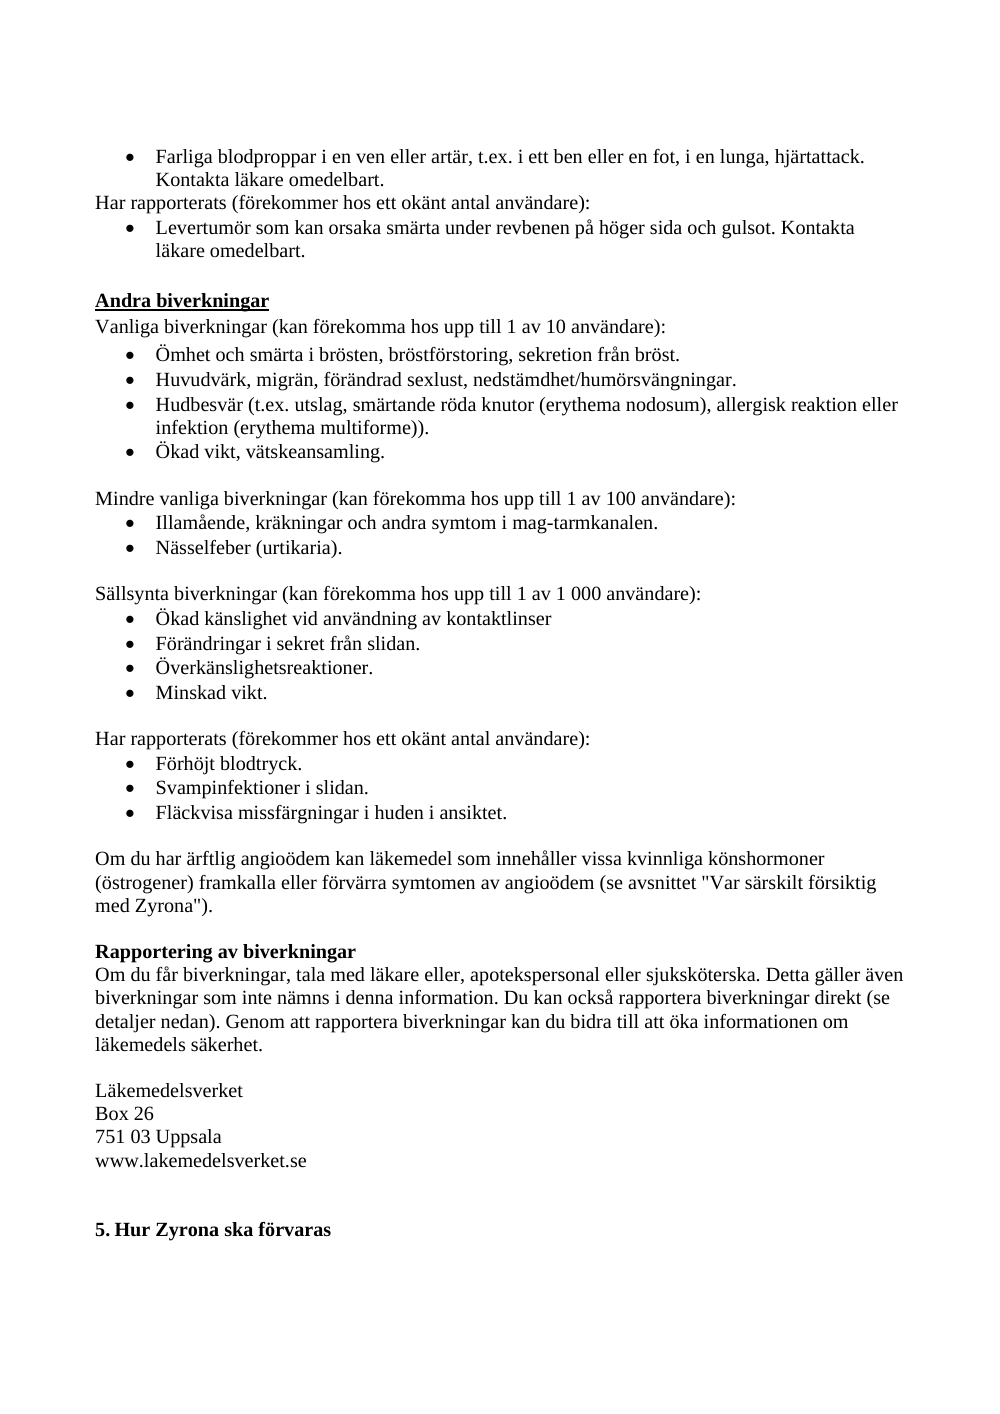 • Farliga blodproppar i en ven eller artär, t.ex. i ett ben eller en fot, i en lunga, hjärtattack.
Kontakta läkare omedelbart.
Har rapporterats (förekommer hos ett okänt antal användare):
• Levertumör som kan orsaka smärta under revbenen på höger sida och gulsot. Kontakta
läkare omedelbart.
Andra biverkningar
Vanliga biverkningar (kan förekomma hos upp till 1 av 10 användare):
• Ömhet och smärta i brösten, bröstförstoring, sekretion från bröst.
• Huvudvärk, migrän, förändrad sexlust, nedstämdhet/humörsvängningar.
• Hudbesvär (t.ex. utslag, smärtande röda knutor (erythema nodosum), allergisk reaktion eller
infektion (erythema multiforme)).
• Ökad vikt, vätskeansamling.
Mindre vanliga biverkningar (kan förekomma hos upp till 1 av 100 användare):
• Illamående, kräkningar och andra symtom i mag-tarmkanalen.
• Nässelfeber (urtikaria).
Sällsynta biverkningar (kan förekomma hos upp till 1 av 1 000 användare):
• Ökad känslighet vid användning av kontaktlinser
• Förändringar i sekret från slidan.
• Överkänslighetsreaktioner.
• Minskad vikt.
Har rapporterats (förekommer hos ett okänt antal användare):
• Förhöjt blodtryck.
• Svampinfektioner i slidan.
• Fläckvisa missfärgningar i huden i ansiktet.
Om du har ärftlig angioödem kan läkemedel som innehåller vissa kvinnliga könshormoner
(östrogener) framkalla eller förvärra symtomen av angioödem (se avsnittet "Var särskilt försiktig
med Zyrona").
Rapportering av biverkningar
Om du får biverkningar, tala med läkare eller, apotekspersonal eller sjuksköterska. Detta gäller även
biverkningar som inte nämns i denna information. Du kan också rapportera biverkningar direkt (se
detaljer nedan). Genom att rapportera biverkningar kan du bidra till att öka informationen om
läkemedels säkerhet.
Läkemedelsverket
Box 26
751 03 Uppsala
www.lakemedelsverket.se
5. Hur Zyrona ska förvaras